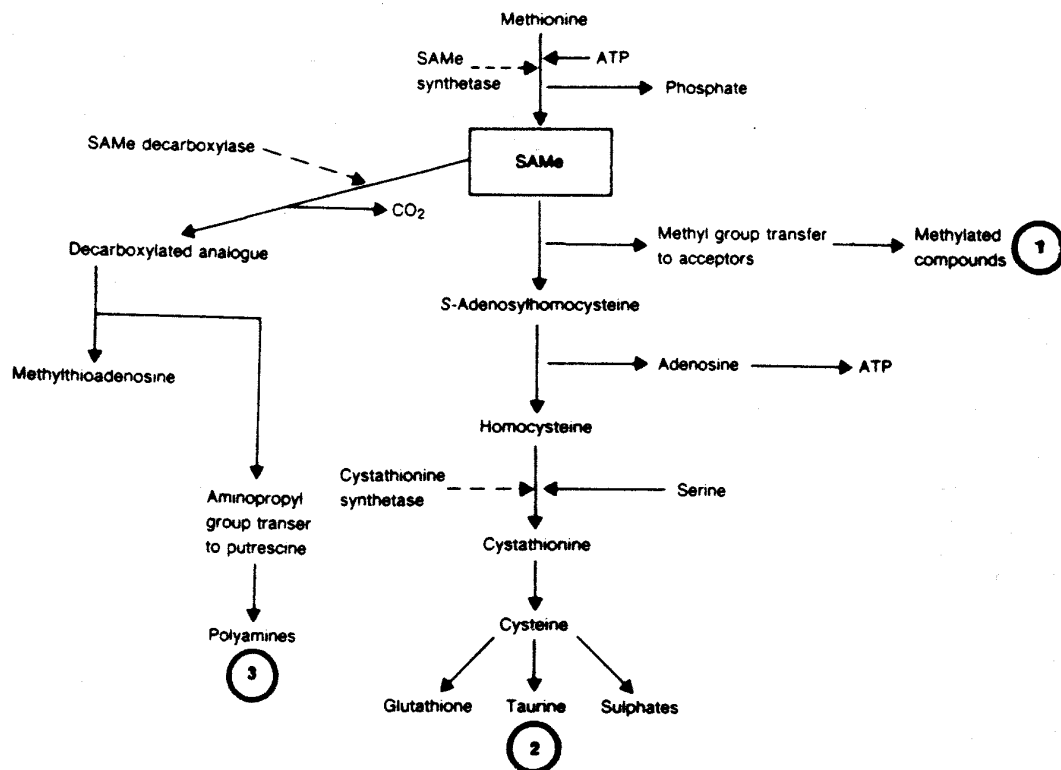 Methionine
SAMe
synthetase
ATP
Phosphate
SAMe decarboxylase
SAMe
CO2
Decarboxylated analogue
Methyl group transfer
to acceptors
Methylated
compounds
1
S-Adenosylhomocysteine
Methylthioadenosine
Adenosine
ATP
Homocysteine
Cystathionine
synthetase
Serine
Aminopropyl
group transer
to putrescine
Cystathionine
Polyamines
3
Cysteine
Glutathione
Taurine
Sulphates
2